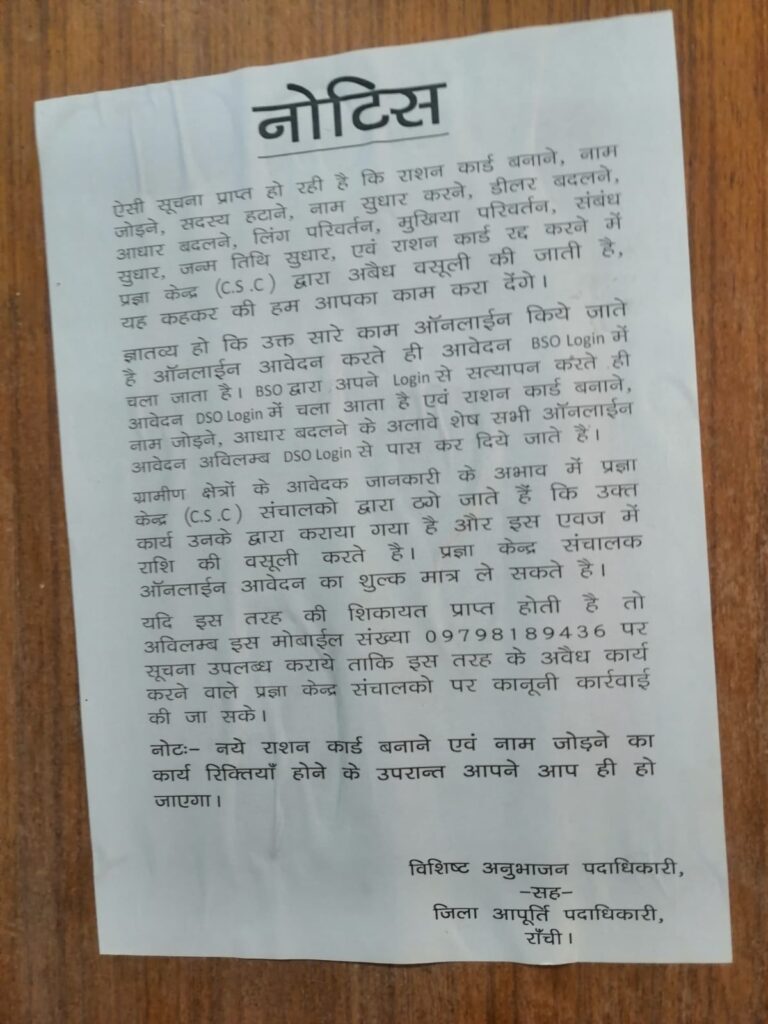 नोटिस
ऐसी सूचना प्राप्त हो रही है कि राशन कार्ड बनाने, नाम
जोड़ने, सदस्य हटाने, नाम सुधार करने, डीलर बदलने,
आधार बदलने, लिंग परिवर्तन, मुखिया परिवर्तन, संबंध
सुधार, जन्म तिथि सुधार, एवं राशन कार्ड रद्द करने में
प्रज्ञा केन्द्र (C.S.C) द्वारा अबैध वसूली की जाती है,
यह कहकर की हम आपका काम करा देंगे।
ज्ञातव्य हो कि उक्त सारे काम ऑनलाईन किये जाते
है ऑनलाईन आवेदन करते ही आवेदन BSO Login में
चला जाता है। BSO द्वारा अपने Login से सत्यापन करते ही
आवेदन DSO Login में चला आता है एवं राशन कार्ड बनाने,
नाम जोड़ने, आधार बदलने के अलावे शेष सभी ऑनलाईन
आवेदन अविलम्ब DSO Login से पास कर दिये जाते है।
ग्रामीण क्षेत्रों के आवेदक जानकारी के अभाव में प्रज्ञा
केन्द्र (C.S.C) संचालको द्वारा ठगे जाते हैं कि उक्त
कार्य उनके द्वारा कराया गया है और इस एवज में
राशि की वसूली करते है। प्रज्ञा केन्द्र संचालक
ऑनलाईन आवेदन का शुल्क मात्र ले सकते है।
यदि इस तरह की शिकायत प्राप्त होती है तो
अविलम्ब इस मोबाईल संख्या 09798189436 पर
सूचना उपलब्ध कराये ताकि इस तरह के अवैध कार्य
करने वाले प्रज्ञा केन्द्र संचालको पर कानूनी कार्रवाई
की जा सके।
नोटः- नये राशन कार्ड बनाने एवं नाम जोड़ने का
कार्य रिक्तियाँ होने के उपरान्त आपने आप ही हो
जाएगा।
विशिष्ट अनुभाजन पदाधिकारी,
-सह-
जिला आपूर्ति पदाधिकारी,
राँची।